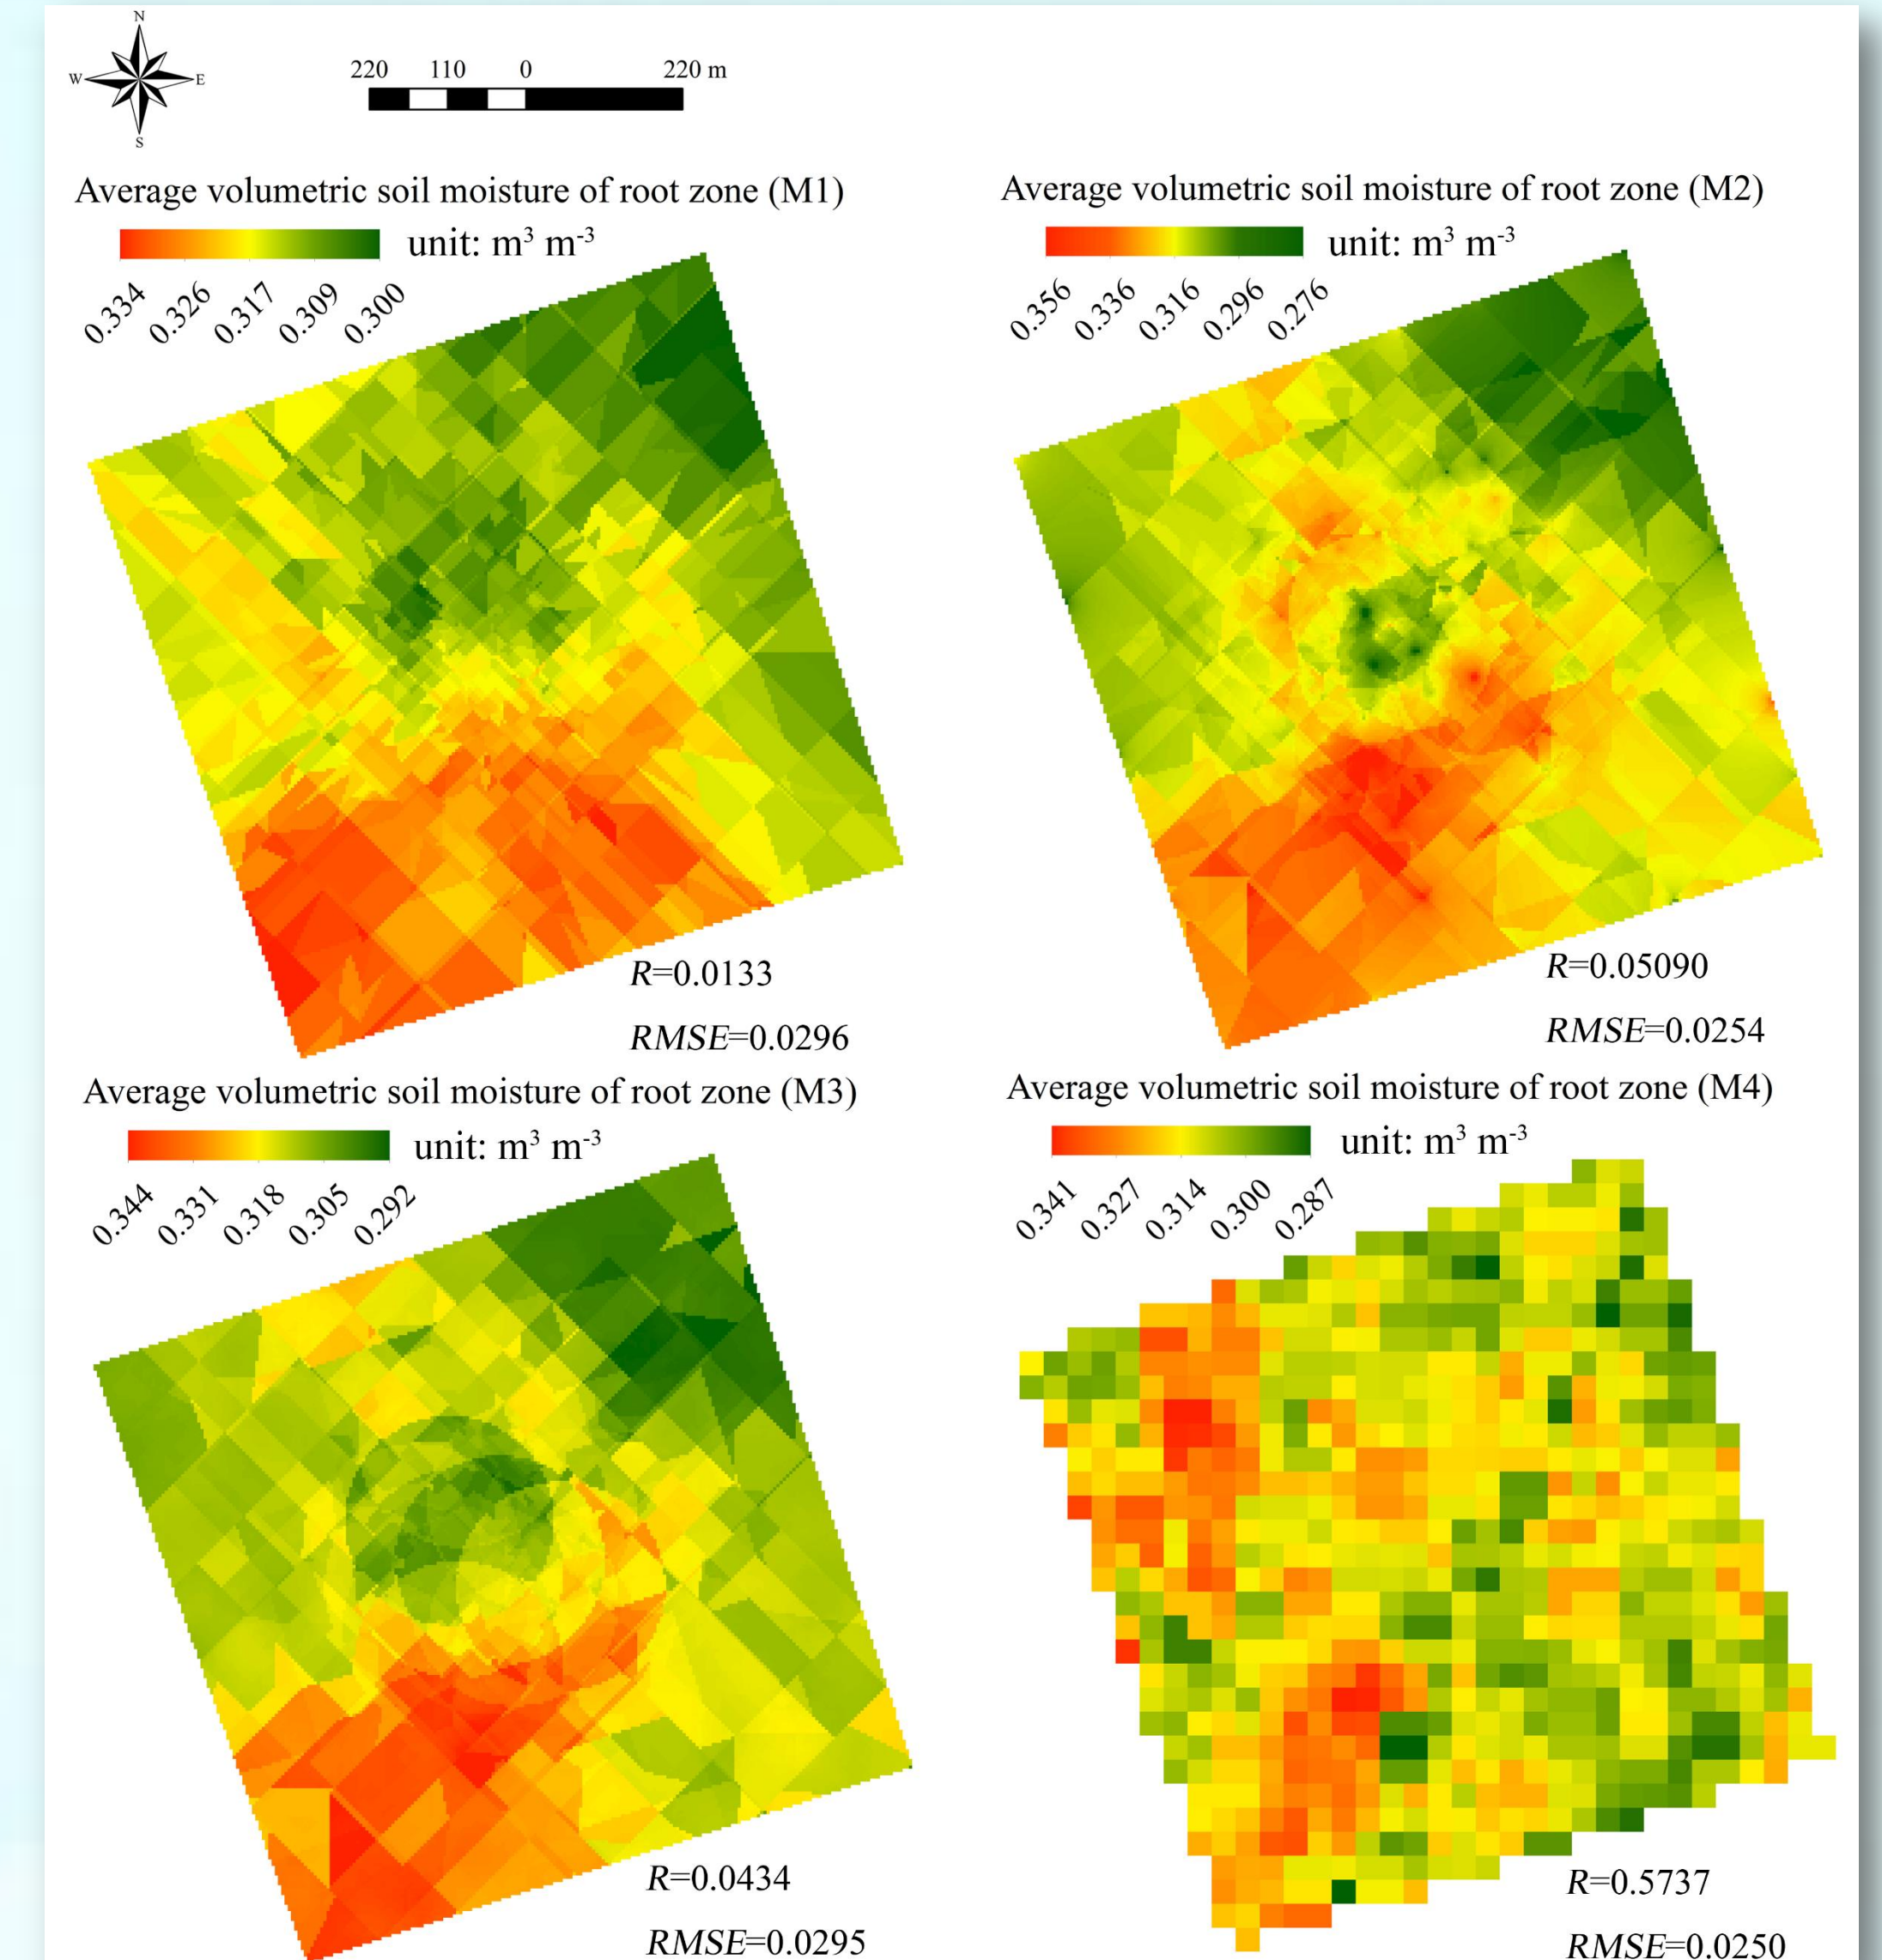 N
W E
S
220 110 0 220 m
Average volumetric soil moisture of root zone (M1)
unit: m³ m⁻³
0.334 0.326 0.317 0.309 0.300
R=0.0133
RMSE=0.0296
Average volumetric soil moisture of root zone (M2)
unit: m³ m⁻³
0.356 0.336 0.316 0.296 0.276
R=0.05090
RMSE=0.0254
Average volumetric soil moisture of root zone (M3)
unit: m³ m⁻³
0.344 0.331 0.318 0.305 0.292
R=0.0434
RMSE=0.0295
Average volumetric soil moisture of root zone (M4)
unit: m³ m⁻³
0.341 0.327 0.314 0.300 0.287
R=0.5737
RMSE=0.0250